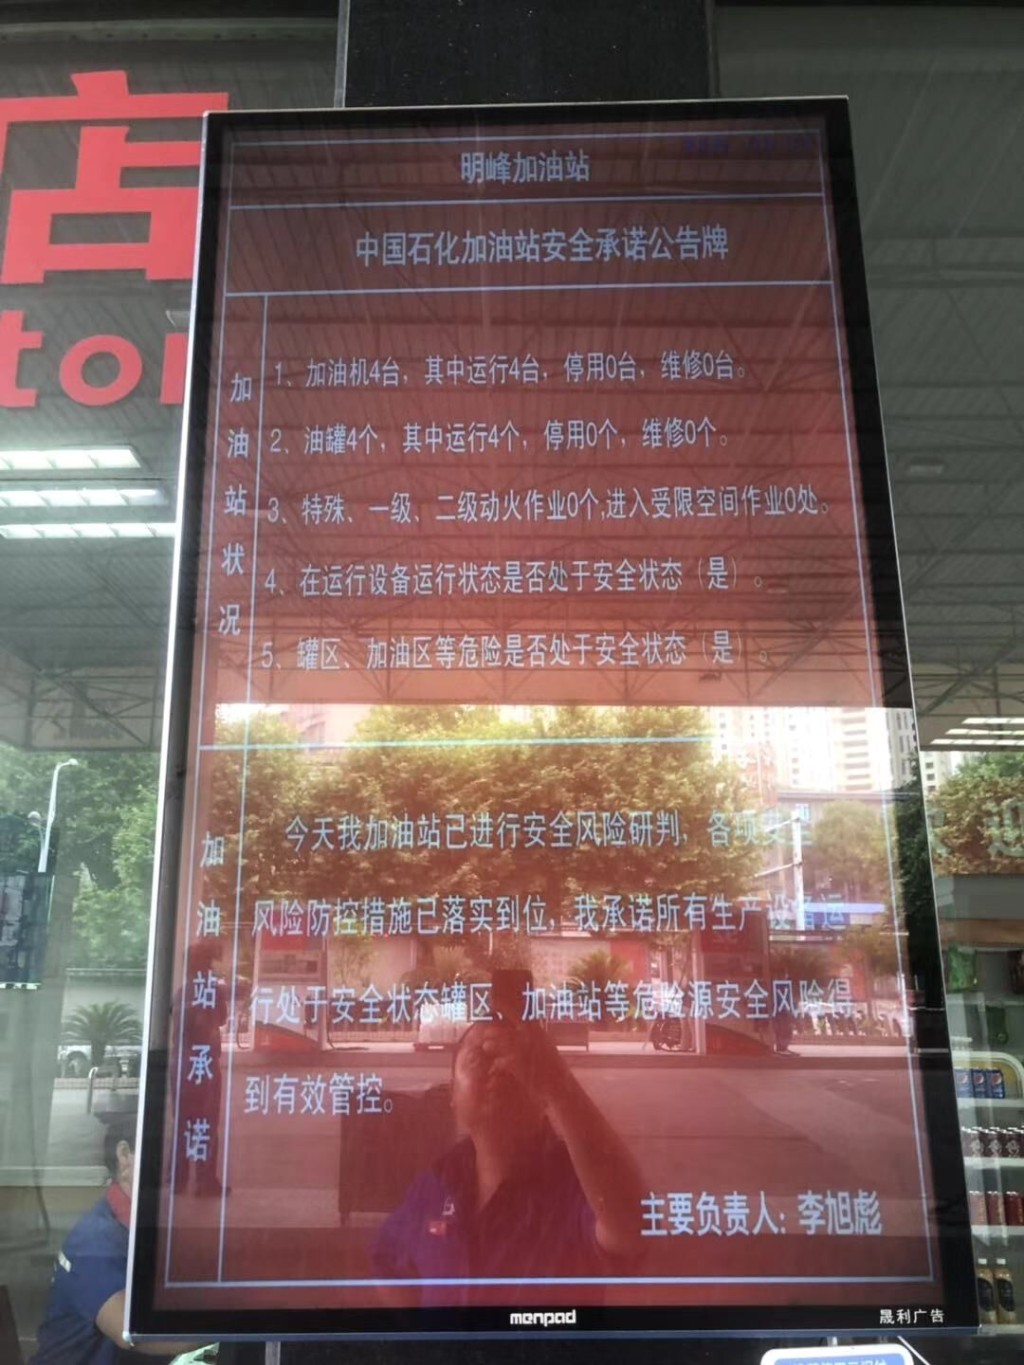 店
tor
明峰加油站
中国石化加油站安全承诺公告牌
加油站状况
1、加油机4台，其中运行4台，停用0台，维修0台。
2、油罐4个，其中运行4个，停用0个，维修0个。
3、特殊、一级、二级动火作业0个,进入受限空间作业0处。
4、在运行设备运行状态是否处于安全状态（是）。
5、罐区、加油区等危险是否处于安全状态（是）。
加油站承诺
今天我加油站已进行安全风险研判，各项安全
风险防控措施已落实到位，我承诺所有生产设备运
行处于安全状态罐区、加油站等危险源安全风险得
到有效管控。
主要负责人: 李旭彪
menpad
晟利广告